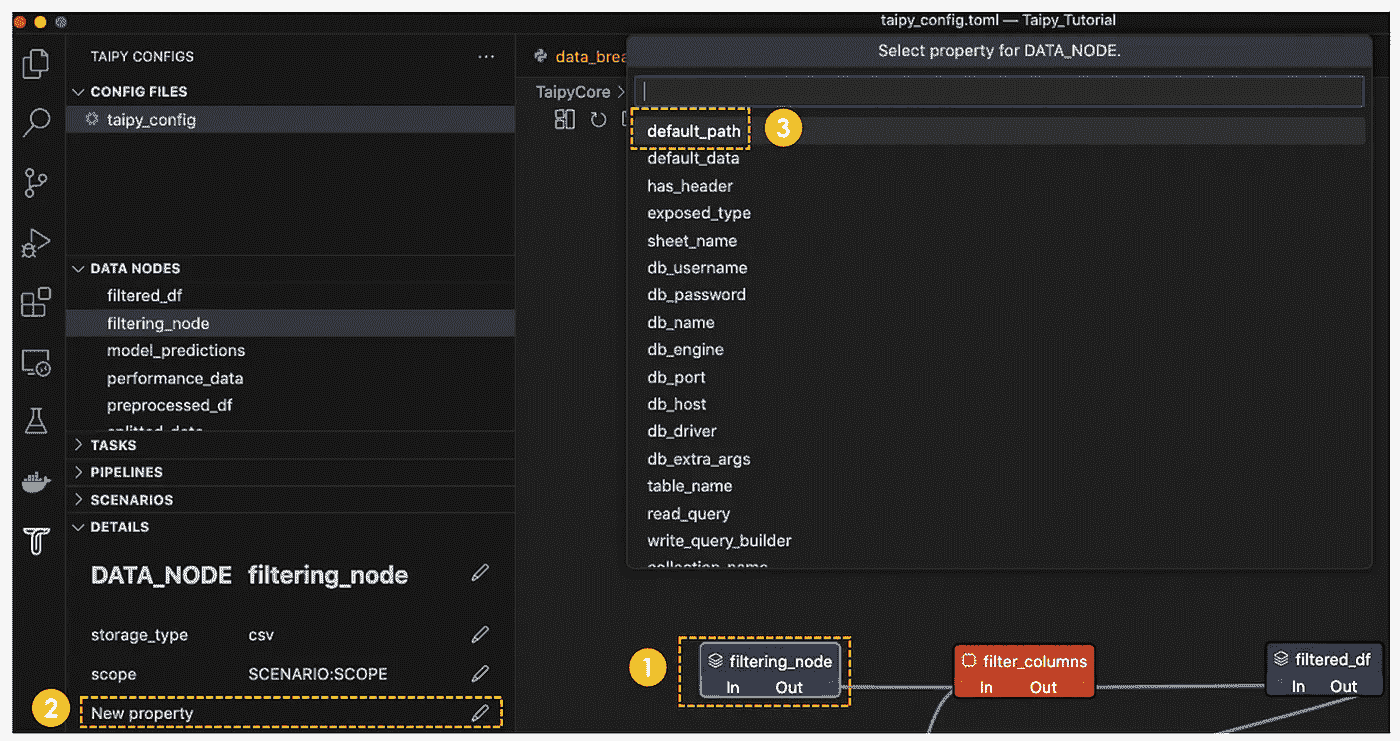 taipy_config.toml — Taipy_Tutorial
TAIPY CONFIGS
CONFIG FILES
taipy_config
DATA NODES
filtered_df
filtering_node
model_predictions
performance_data
preprocessed_df
splitted_data
TASKS
PIPELINES
SCENARIOS
DETAILS
DATA_NODE filtering_node
storage_type csv
scope SCENARIO:SCOPE
2 New property
data_brea
TaipyCore >
Select property for DATA_NODE.
default_path 3
default_data
has_header
exposed_type
sheet_name
db_username
db_password
db_name
db_engine
db_port
db_host
db_driver
db_extra_args
table_name
read_query
write_query_builder
collection_name
1
filtering_node
In Out
filter_columns
In Out
filtered_df
In Out